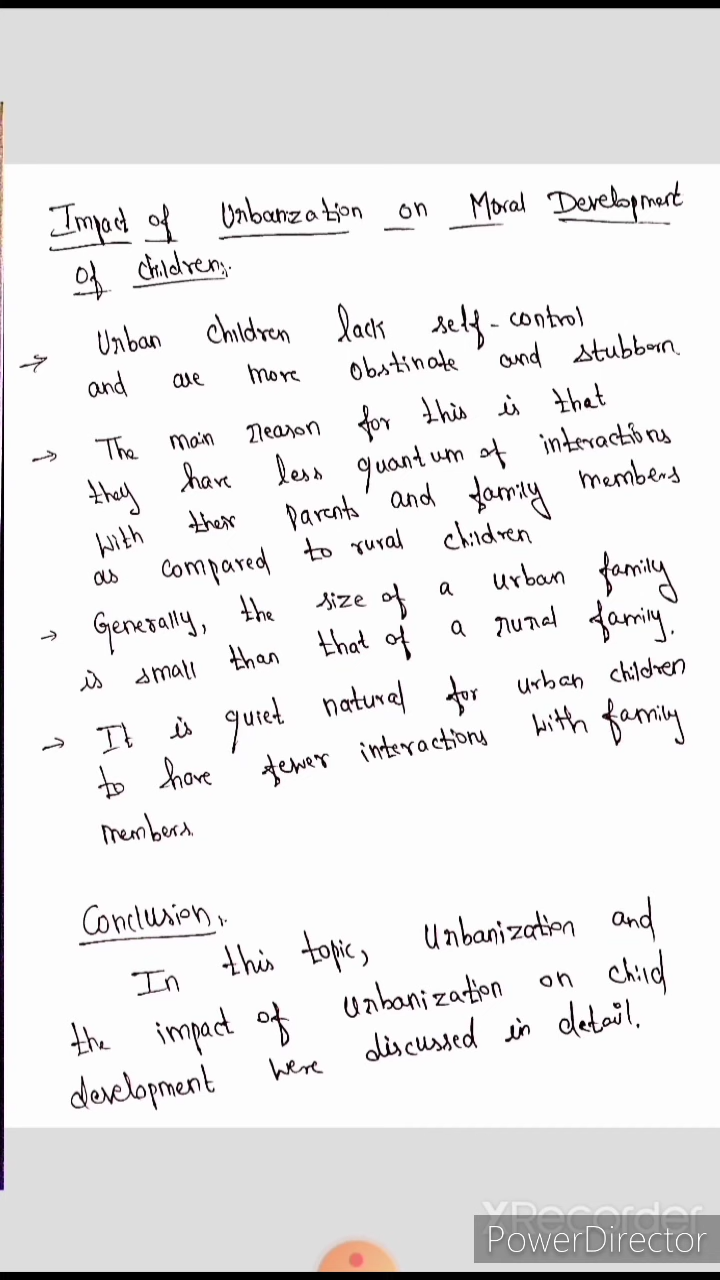 Impact of Urbanzation on Moral Development
of children:.
→ Urban children lack self-control
and are more obstinate and stubborn
→ The main reason for this is that
they have less quantum of interactions
with their parents and family members
as compared to rural children
→ Generally, the size of a urban family
is small than that of a rural family.
→ It is quiet natural for urban children
to have fewer interactions with family
members.
Conclusion:.
In this topic, Urbanization and
the impact of urbanization on child
development were discussed in detail.
XRecorder
PowerDirector